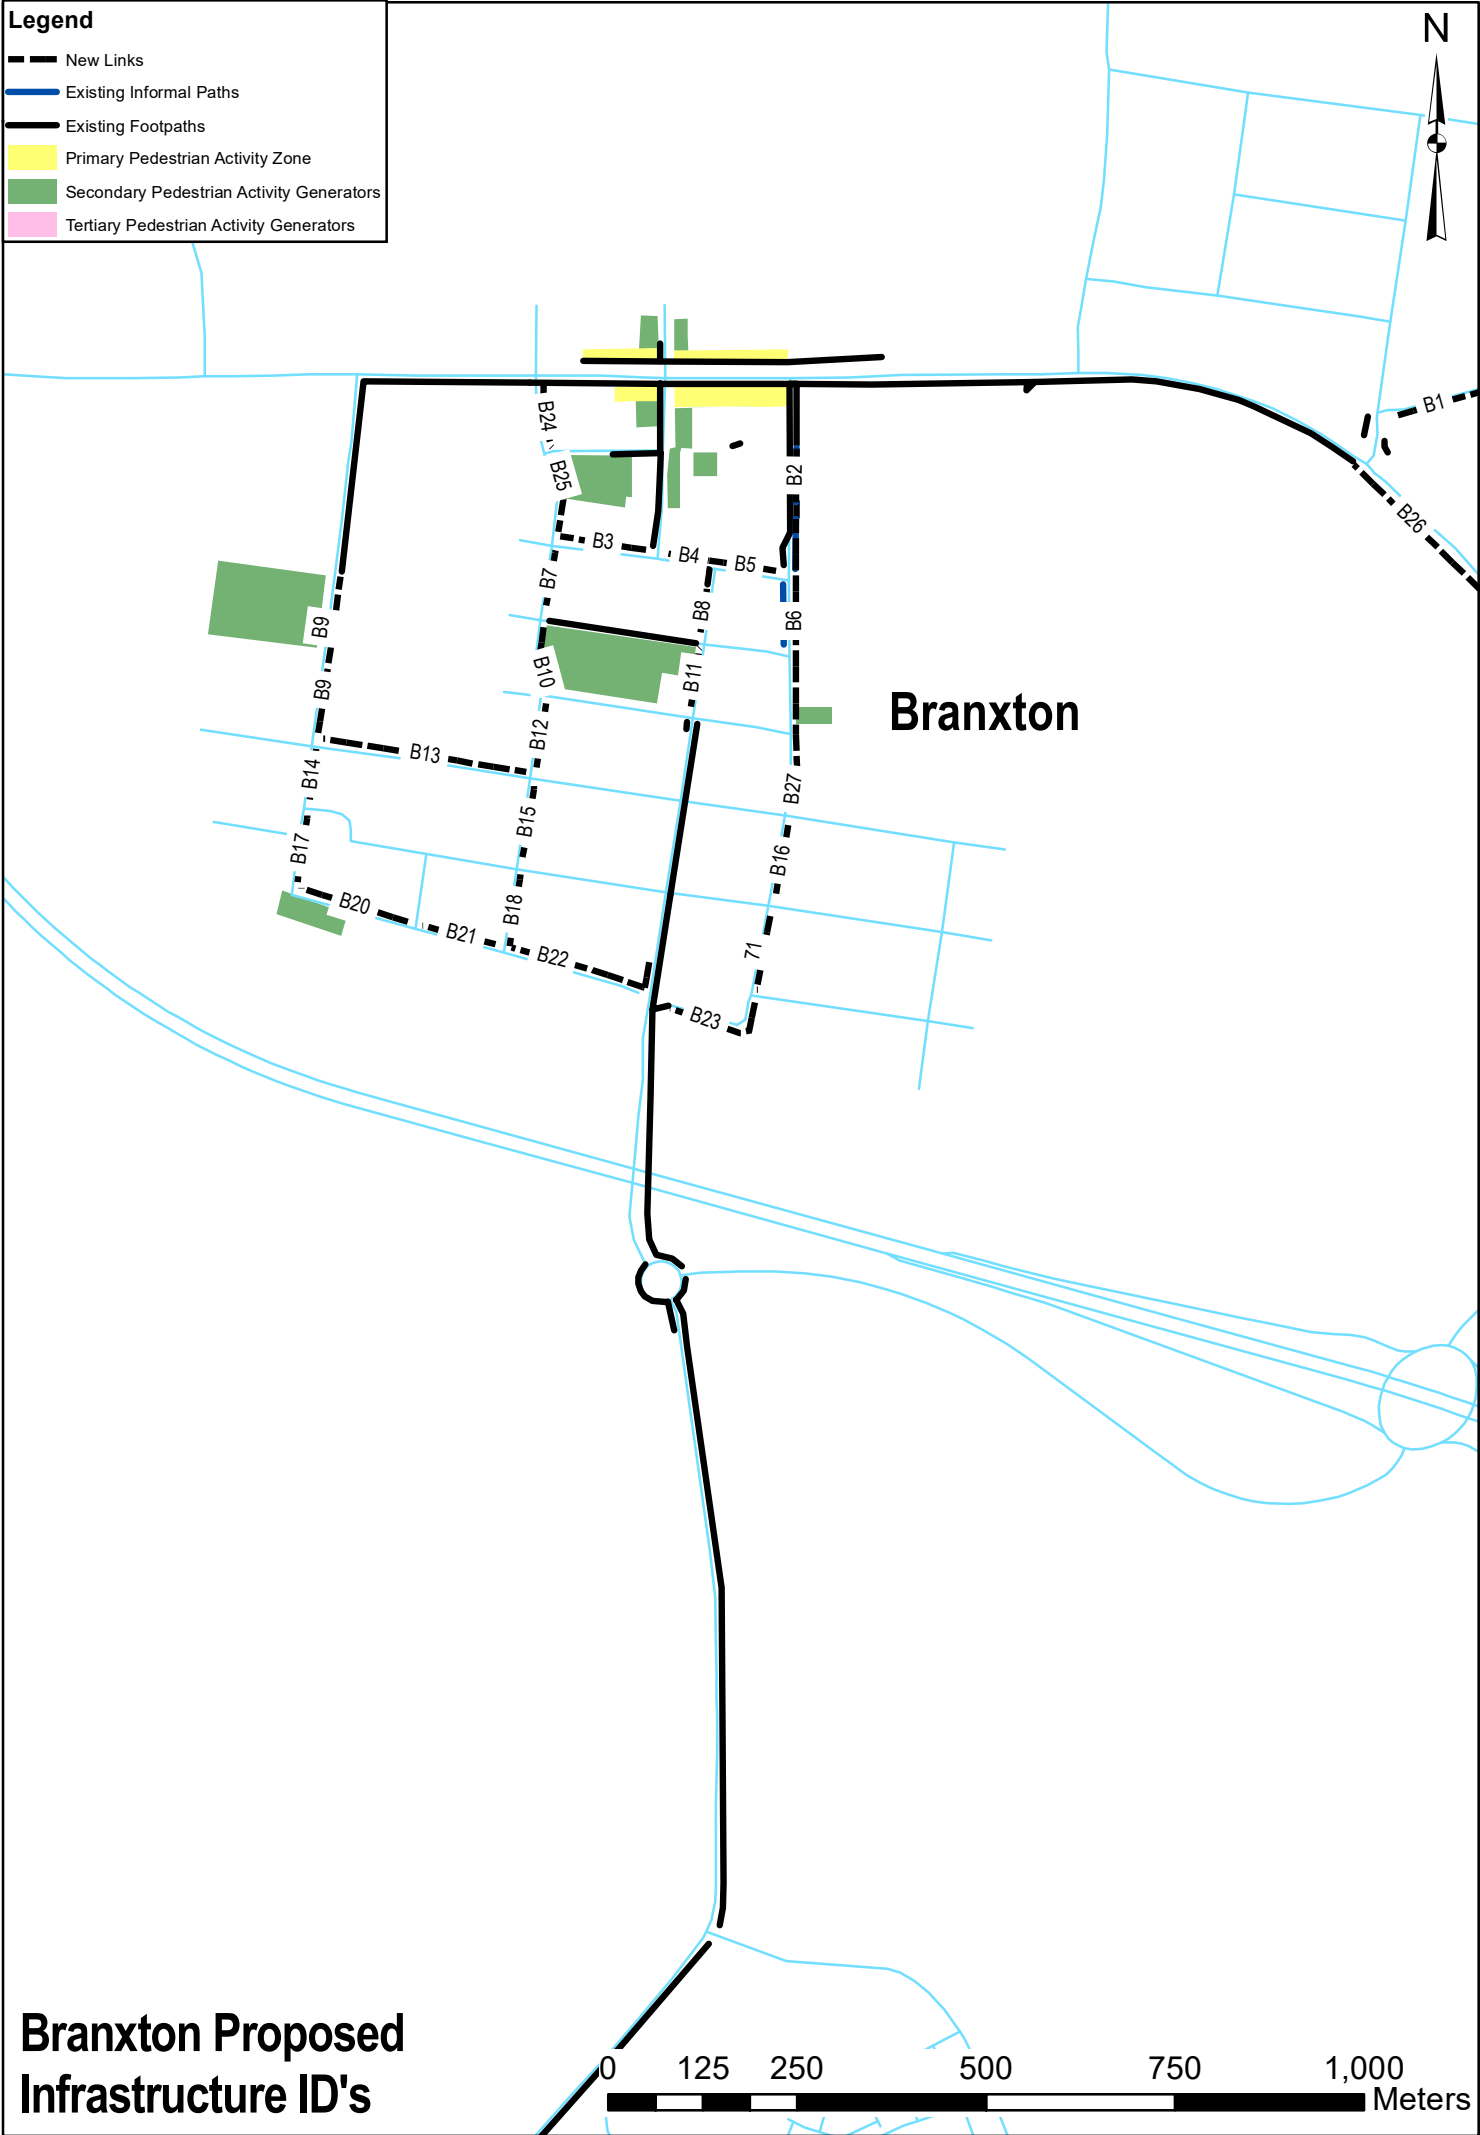 Legend
New Links
Existing Informal Paths
Existing Footpaths
Primary Pedestrian Activity Zone
Secondary Pedestrian Activity Generators
Tertiary Pedestrian Activity Generators
N
B1
B24
B25
B2
B26
B3
B4
B5
B7
B8
B6
B9
B10
B11
B9
Branxton
B12
B13
B14
B27
B15
B16
B17
B20
B18
B21
B22
71
B23
Branxton Proposed
Infrastructure ID's
0 125 250 500 750 1,000
Meters